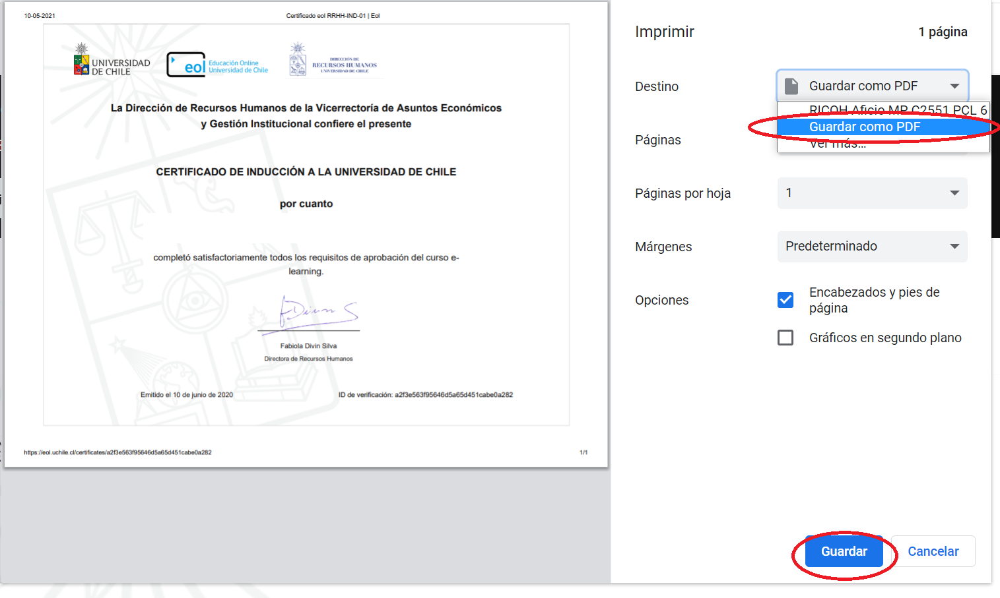 10-05-2021
Certificado eol RRHH-IND-01 | Eol
UNIVERSIDAD
DE CHILE
eol
Educación Online
Universidad de Chile
DIRECCIÓN DE
RECURSOS HUMANOS
UNIVERSIDAD DE CHILE
La Dirección de Recursos Humanos de la Vicerrectoría de Asuntos Económicos
y Gestión Institucional confiere el presente
CERTIFICADO DE INDUCCIÓN A LA UNIVERSIDAD DE CHILE
por cuanto
completó satisfactoriamente todos los requisitos de aprobación del curso e-
learning.
FDivin S
Fabiola Divin Silva
Directora de Recursos Humanos
Emitido el 10 de junio de 2020
ID de verificación: a2f3e563f95646d5a65d451cabe0a282
https://eol.uchile.cl/certificates/a2f3e563f95646d5a65d451cabe0a282
1/1
Imprimir
1 página
Destino
Guardar como PDF
RICOH Aficio MP C2551 PCL 6
Guardar como PDF
Ver más...
Páginas
Páginas por hoja
1
Márgenes
Predeterminado
Opciones
Encabezados y pies de
página
Gráficos en segundo plano
Guardar
Cancelar